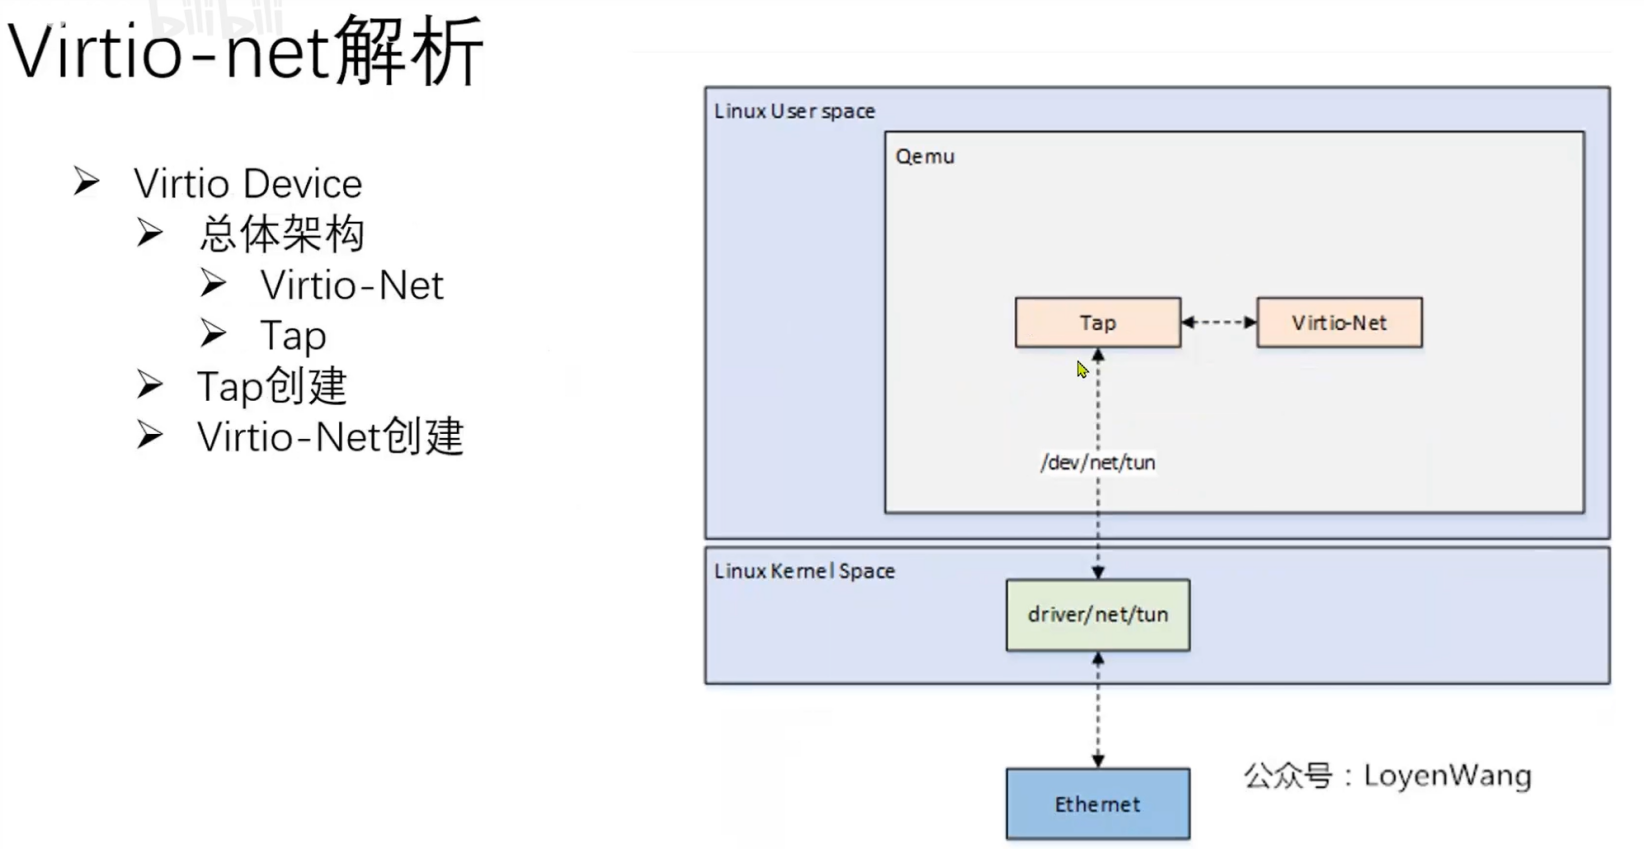 bilibili
Virtio-net解析
Virtio Device
总体架构
Virtio-Net
Tap
Tap创建
Virtio-Net创建
Linux User space
Qemu
Tap
Virtio-Net
/dev/net/tun
Linux Kernel Space
driver/net/tun
Ethernet
公众号：LoyenWang